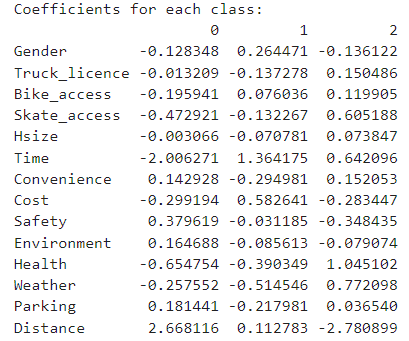 Coefficients for each class:
0 1 2
Gender -0.128348 0.264471 -0.136122
Truck_licence -0.013209 -0.137278 0.150486
Bike_access -0.195941 0.076036 0.119905
Skate_access -0.472921 -0.132267 0.605188
Hsize -0.003066 -0.070781 0.073847
Time -2.006271 1.364175 0.642096
Convenience 0.142928 -0.294981 0.152053
Cost -0.299194 0.582641 -0.283447
Safety 0.379619 -0.031185 -0.348435
Environment 0.164688 -0.085613 -0.079074
Health -0.654754 -0.390349 1.045102
Weather -0.257552 -0.514546 0.772098
Parking 0.181441 -0.217981 0.036540
Distance 2.668116 0.112783 -2.780899